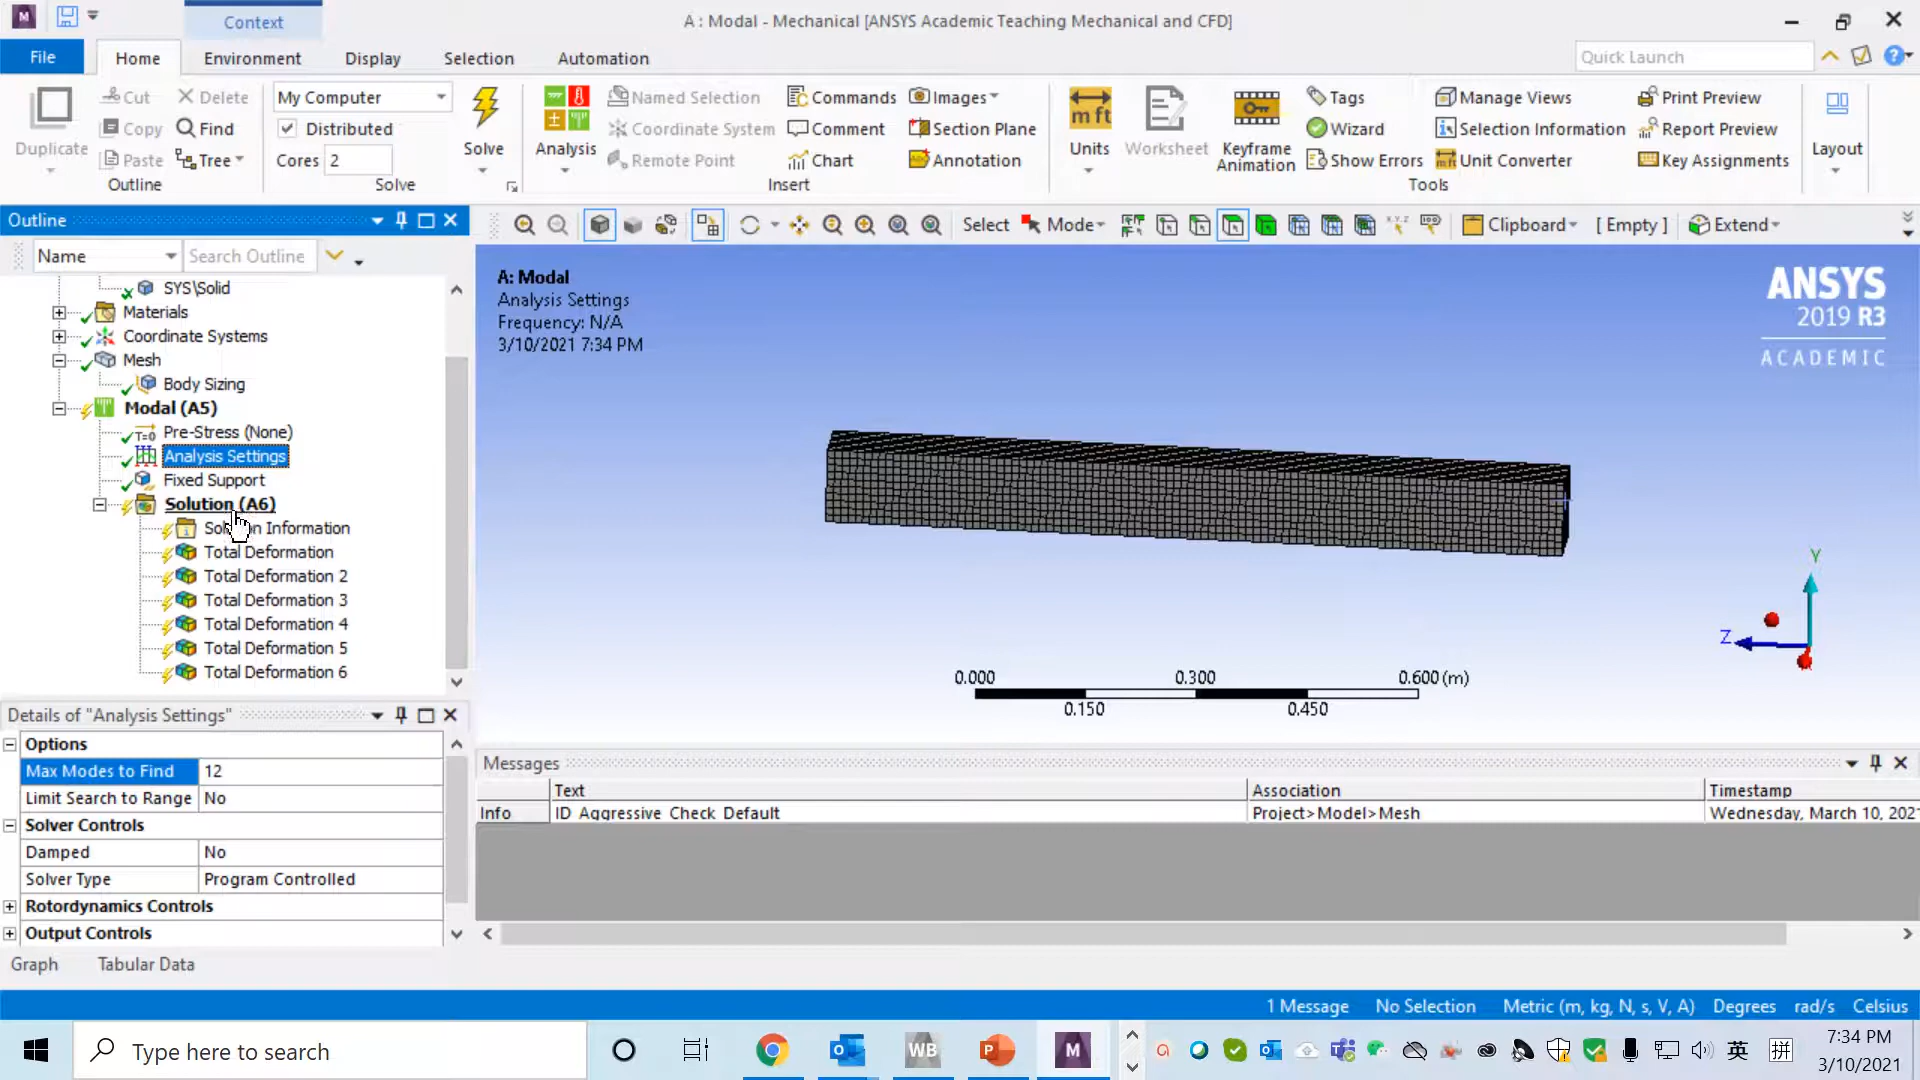 Context
A : Modal - Mechanical [ANSYS Academic Teaching Mechanical and CFD]
File Home Environment Display Selection Automation Quick Launch
Duplicate
Cut Delete
Copy Find
Paste Tree
Outline
My Computer
Distributed
Cores 2
Solve
Solve
Analysis
Named Selection Commands Images
Coordinate System Comment Section Plane
Remote Point Chart Annotation
Insert
mft
Units
Worksheet
Keyframe
Animation
Tags Manage Views Print Preview
Wizard Selection Information Report Preview
Show Errors Unit Converter Key Assignments
Tools
Layout
Outline
Name Search Outline
SYS\Solid
Materials
Coordinate Systems
Mesh
Body Sizing
Modal (A5)
T=0 Pre-Stress (None)
Analysis Settings
Fixed Support
Solution (A6)
Solution Information
Total Deformation
Total Deformation 2
Total Deformation 3
Total Deformation 4
Total Deformation 5
Total Deformation 6
Select Mode Clipboard [ Empty ] Extend
A: Modal
Analysis Settings
Frequency: N/A
3/10/2021 7:34 PM
ANSYS
2019 R3
ACADEMIC
Y
Z
0.000 0.300 0.600 (m)
0.150 0.450
Details of "Analysis Settings"
Options
Max Modes to Find 12
Limit Search to Range No
Solver Controls
Damped No
Solver Type Program Controlled
Rotordynamics Controls
Output Controls
Graph Tabular Data
Messages
Text Association Timestamp
Info ID_Aggressive_Check_Default Project>Model>Mesh Wednesday, March 10, 202
1 Message No Selection Metric (m, kg, N, s, V, A) Degrees rad/s Celsius
Type here to search
WB
P
M
英
拼
7:34 PM
3/10/2021